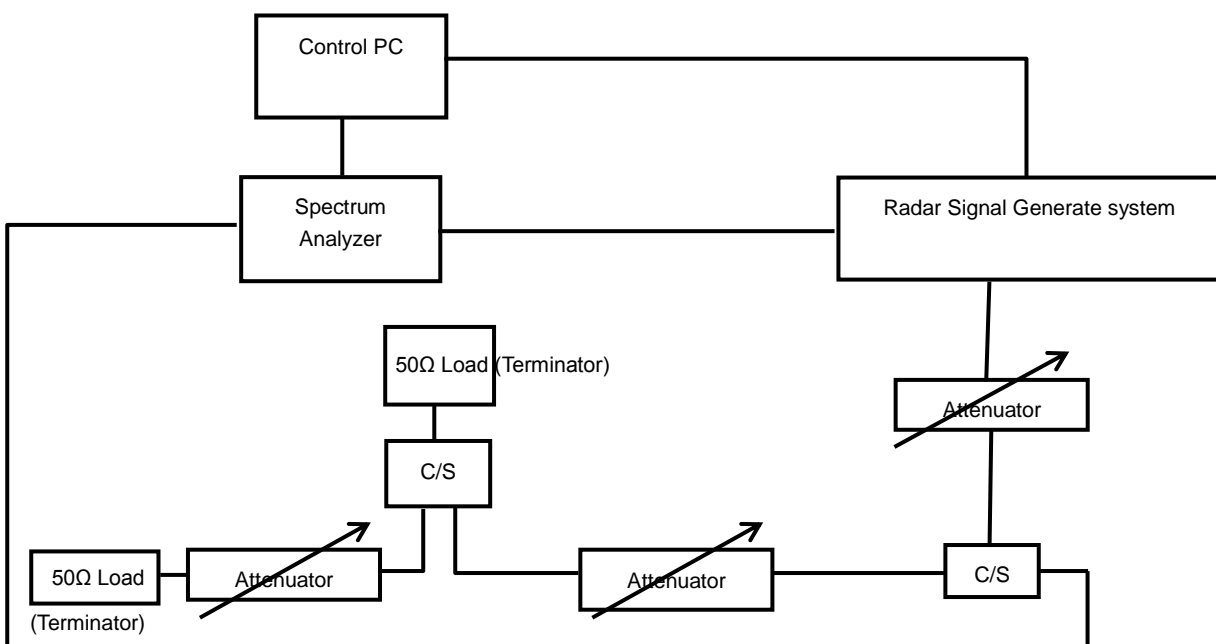 Control PC
Spectrum
Analyzer
Radar Signal Generate system
50Ω Load (Terminator)
Attenuator
C/S
50Ω Load
(Terminator)
Attenuator
Attenuator
C/S